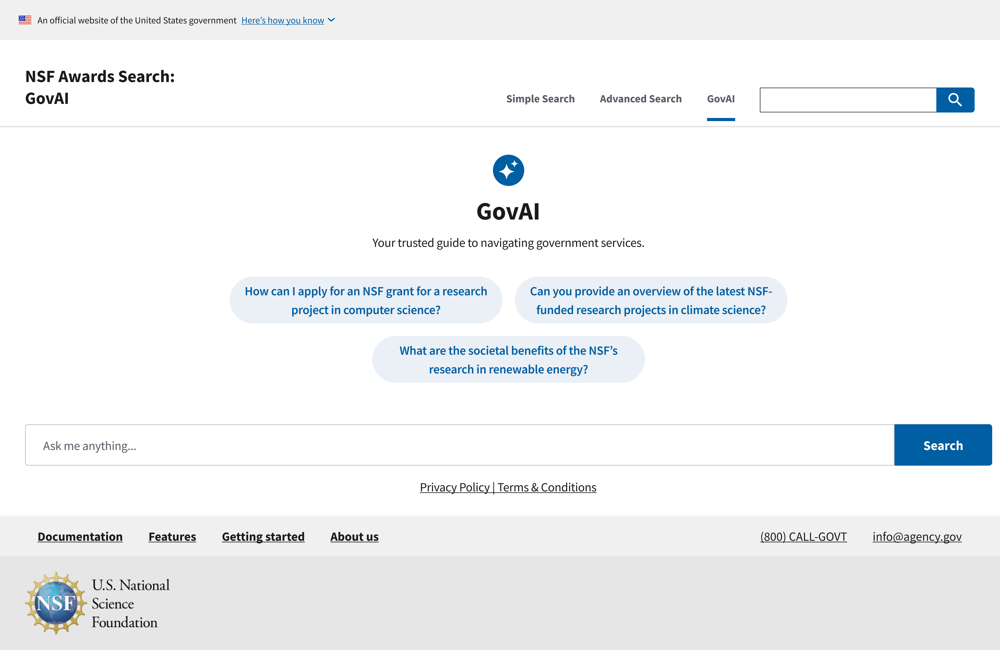 An official website of the United States government Here’s how you know
NSF Awards Search:
GovAI
Simple Search
Advanced Search
GovAI
GovAI
Your trusted guide to navigating government services.
How can I apply for an NSF grant for a research
project in computer science?
Can you provide an overview of the latest NSF-
funded research projects in climate science?
What are the societal benefits of the NSF’s
research in renewable energy?
Ask me anything...
Search
Privacy Policy | Terms & Conditions
Documentation
Features
Getting started
About us
(800) CALL-GOVT
info@agency.gov
NSF
U.S. National
Science
Foundation